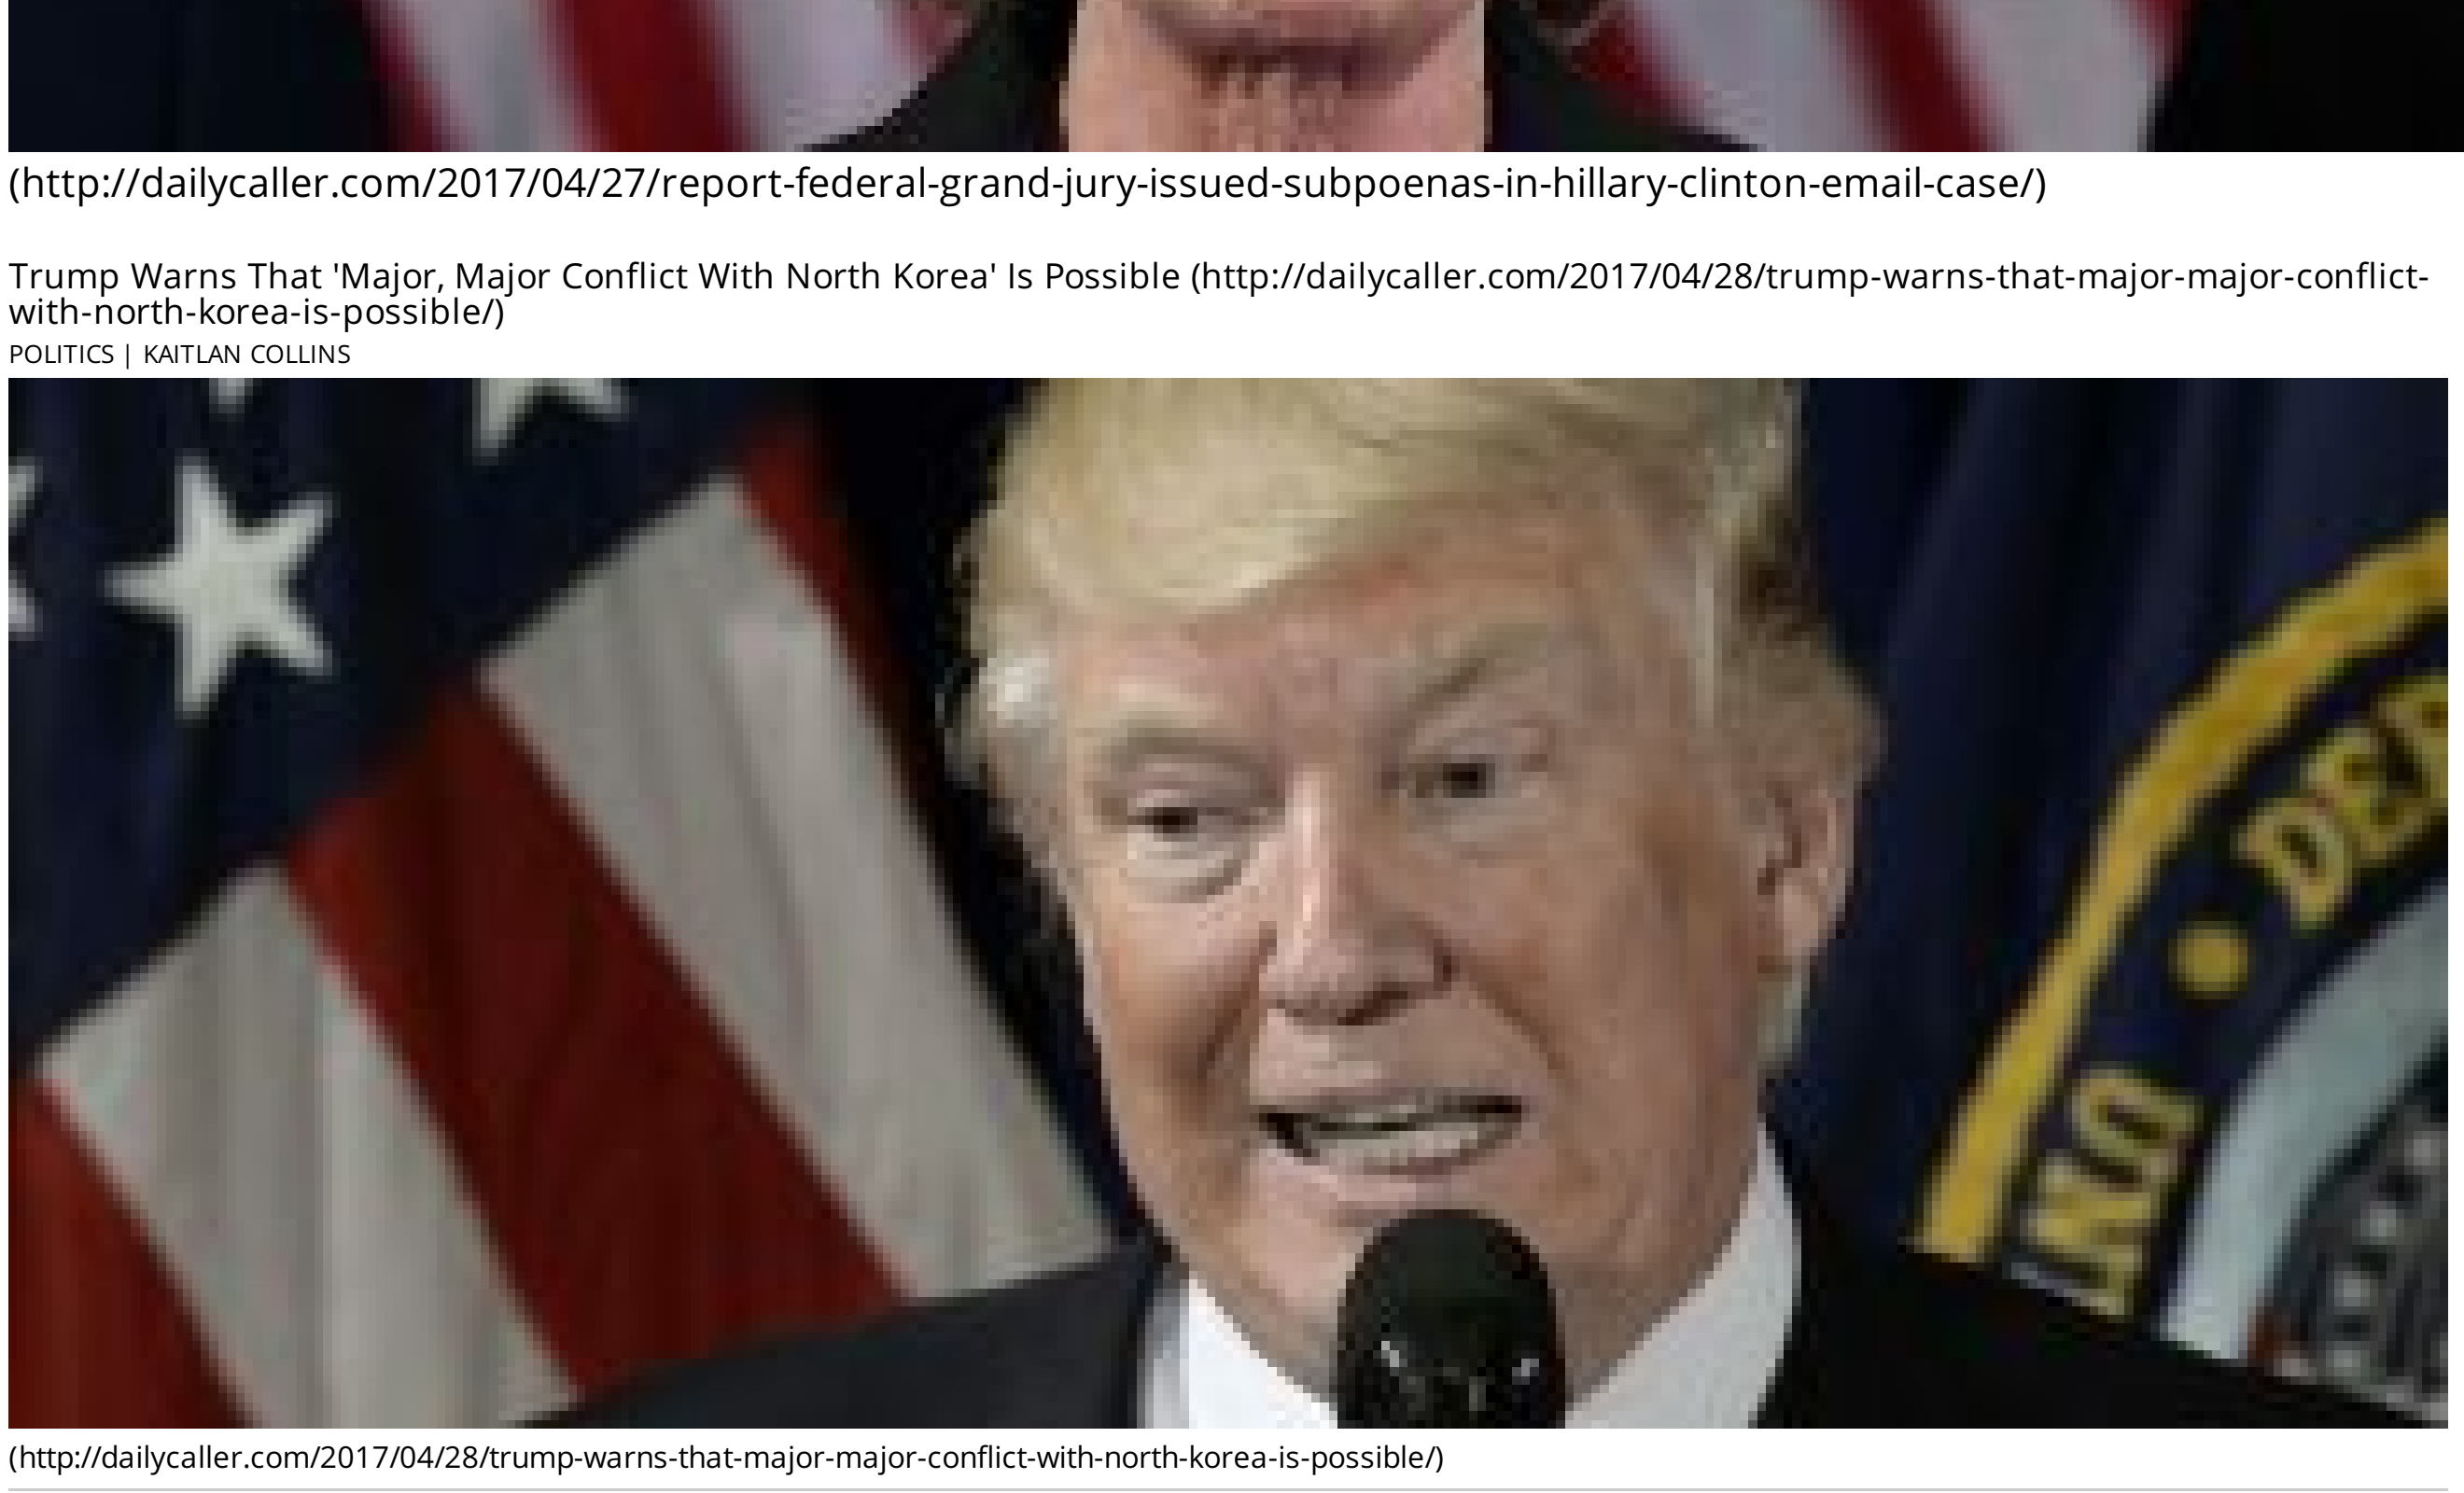 (http://dailycaller.com/2017/04/27/report-federal-grand-jury-issued-subpoenas-in-hillary-clinton-email-case/)
Trump Warns That 'Major, Major Conflict With North Korea' Is Possible (http://dailycaller.com/2017/04/28/trump-warns-that-major-major-conflict-
with-north-korea-is-possible/)
POLITICS | KAITLAN COLLINS
(http://dailycaller.com/2017/04/28/trump-warns-that-major-major-conflict-with-north-korea-is-possible/)